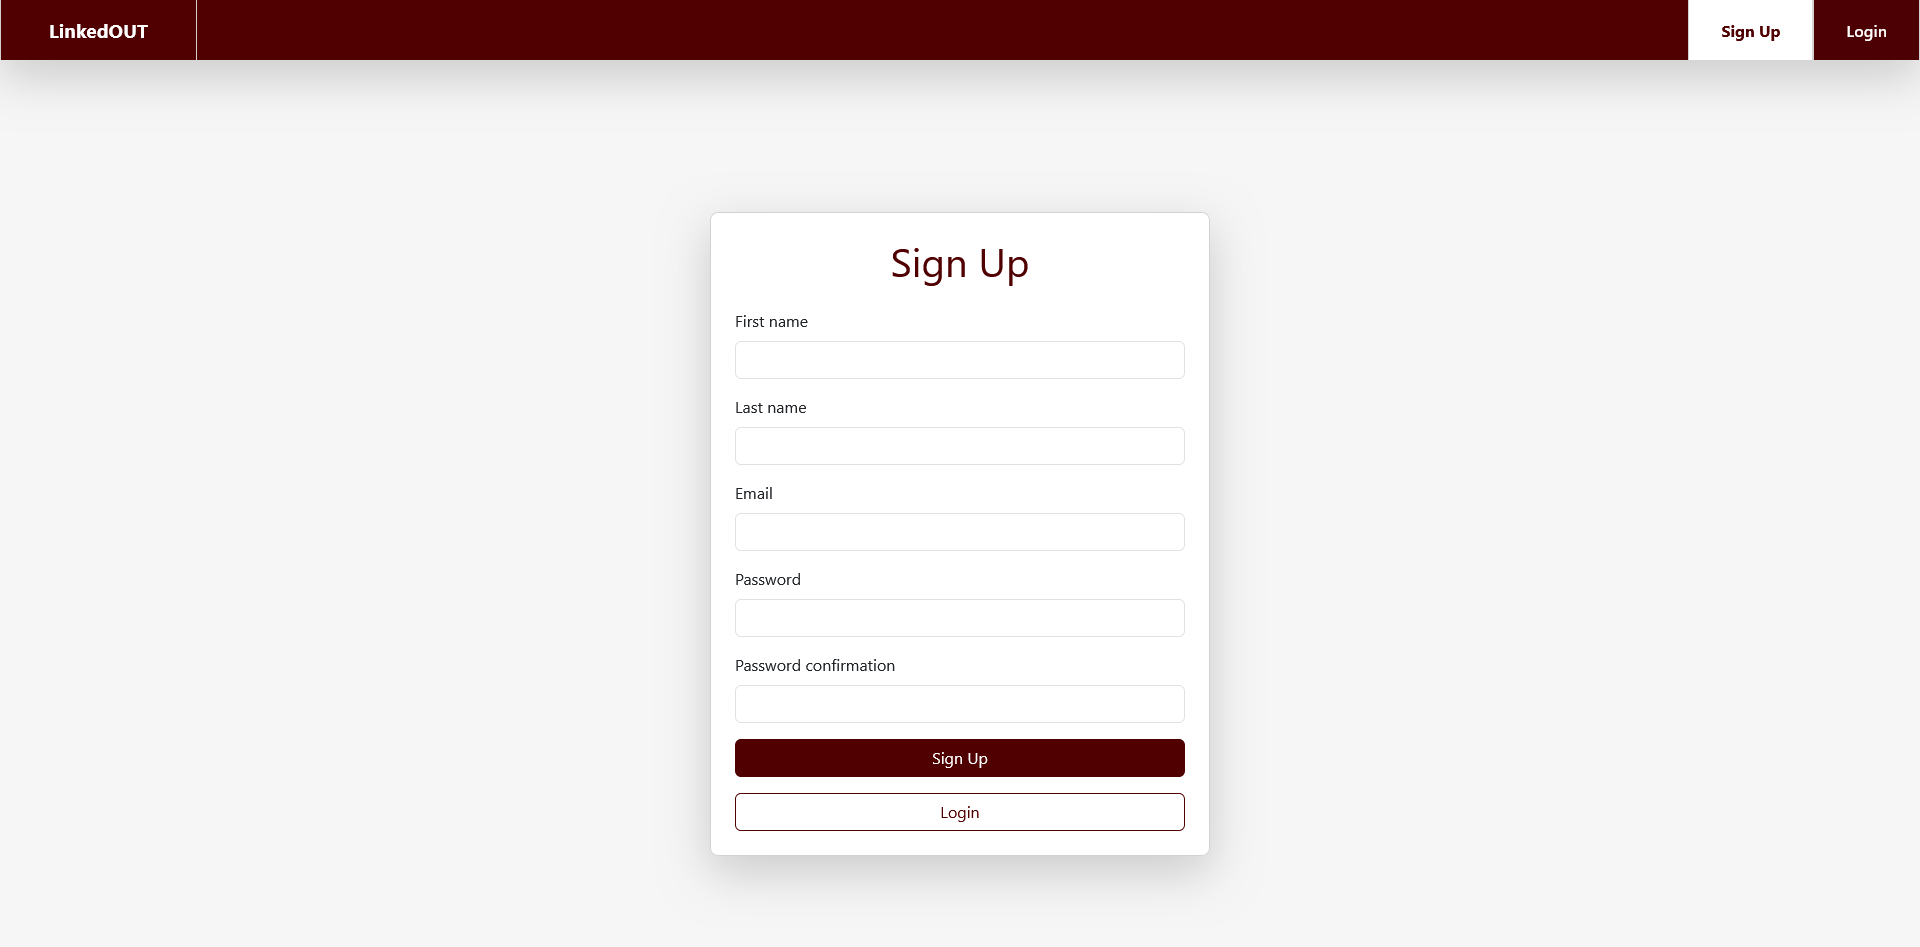 LinkedOUT
Sign Up
Login
Sign Up
First name
Last name
Email
Password
Password confirmation
Sign Up
Login